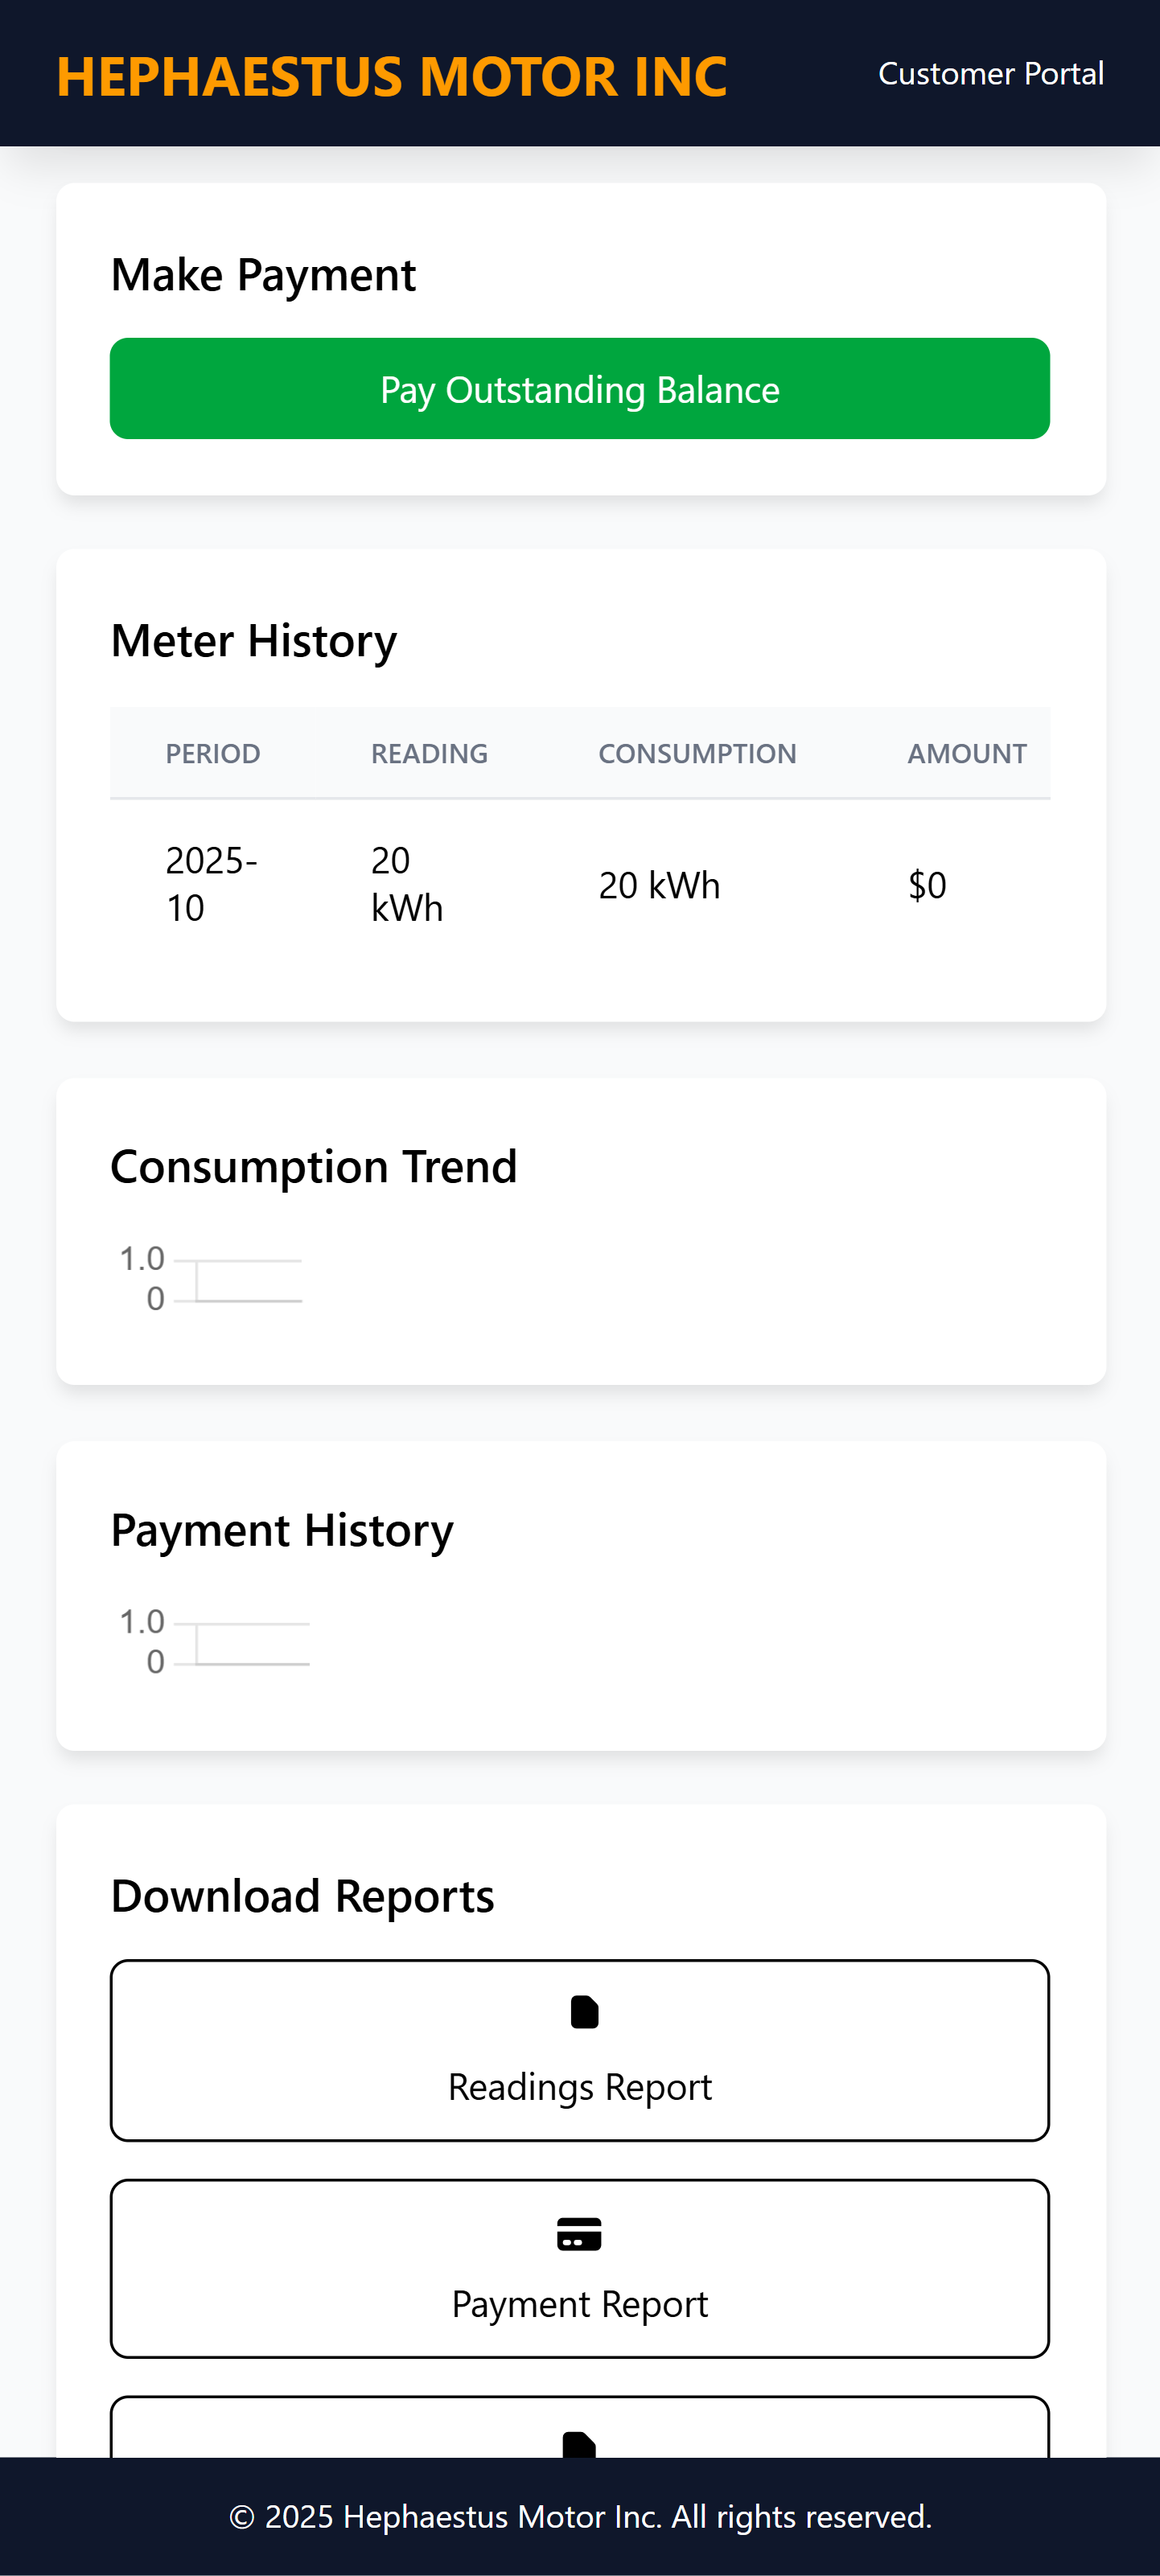 HEPHAESTUS MOTOR INC
Customer Portal
Make Payment
Pay Outstanding Balance
Meter History
PERIOD READING CONSUMPTION AMOUNT
2025-
10
20
kWh
20 kWh
$0
Consumption Trend
1.0
0
Payment History
1.0
0
Download Reports
Readings Report
Payment Report
© 2025 Hephaestus Motor Inc. All rights reserved.